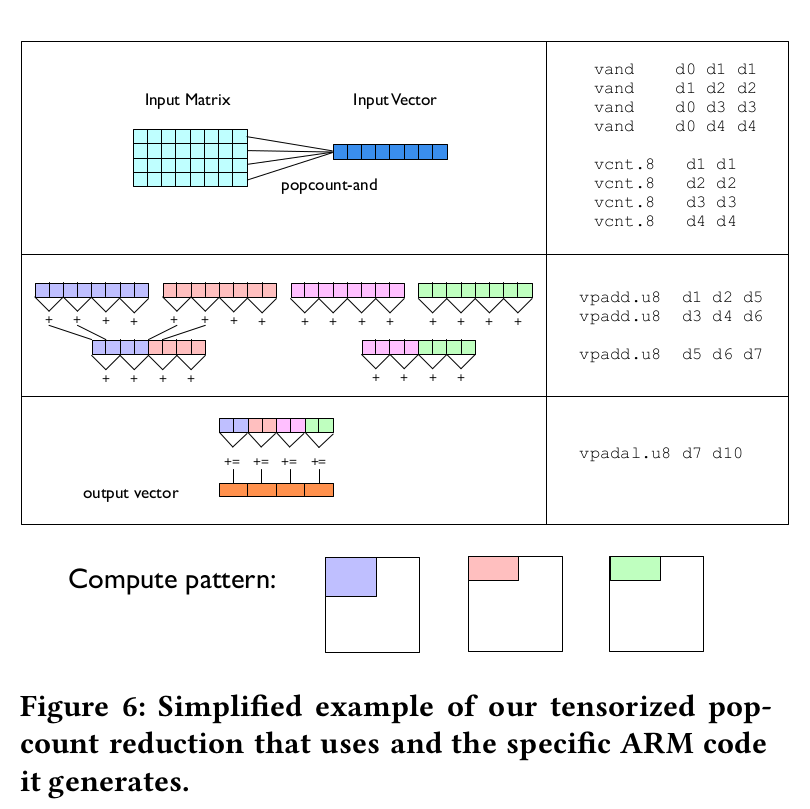 Input Matrix
Input Vector
popcount-and
vand d0 d1 d1
vand d1 d2 d2
vand d0 d3 d3
vand d0 d4 d4
vcnt.8 d1 d1
vcnt.8 d2 d2
vcnt.8 d3 d3
vcnt.8 d4 d4
+ + + + + + + + + + + + + + + +
+ + + + + + + +
vpadd.u8 d1 d2 d5
vpadd.u8 d3 d4 d6
vpadd.u8 d5 d6 d7
+= += += +=
output vector
vpadal.u8 d7 d10
Compute pattern:
Figure 6: Simplified example of our tensorized pop-
count reduction that uses and the specific ARM code
it generates.